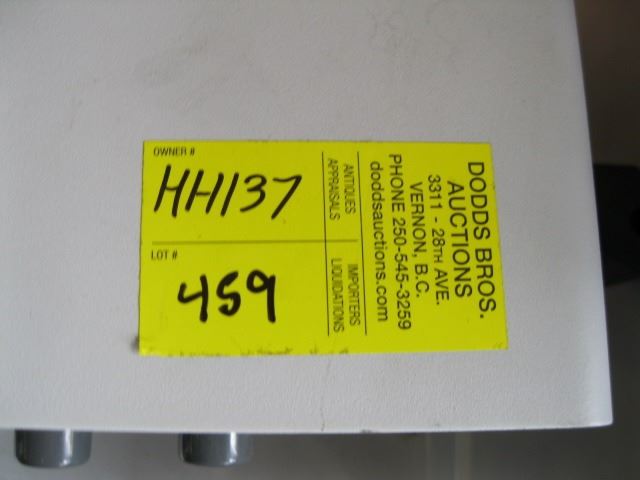 OWNER #
HH137
LOT #
459
ANTIQUES
APPRAISALS
IMPORTERS
LIQUIDATIONS
DODDS BROS.
AUCTIONS
3311 - 28TH AVE.
VERNON, B.C.
PHONE 250-545-3259
doddsauctions.com